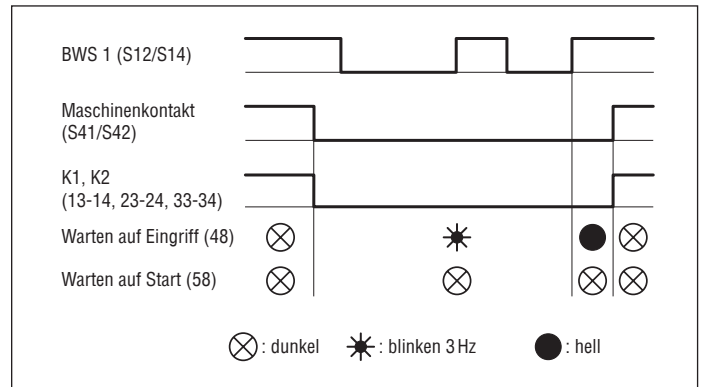 BWS 1 (S12/S14)
Maschinenkontakt
(S41/S42)
K1, K2
(13-14, 23-24, 33-34)
Warten auf Eingriff (48)
Warten auf Start (58)
: dunkel : blinken 3 Hz : hell